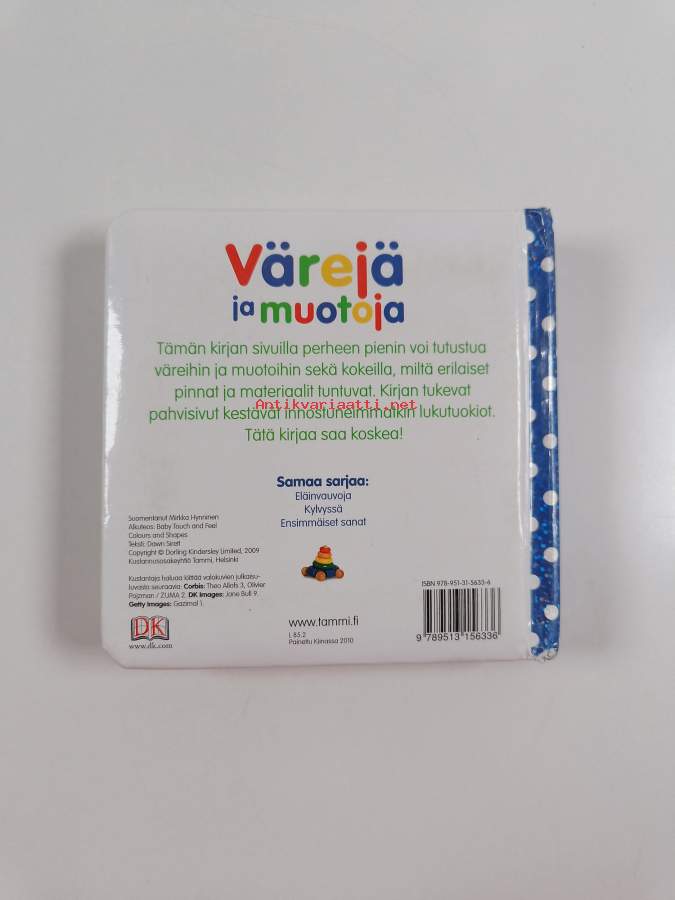 Värejä
ja muotoja
Tämän kirjan sivuilla perheen pienin voi tutustua
väreihin ja muotoihin sekä kokeilla, miltä erilaiset
pinnat ja materiaalit tuntuvat. Kirjan tukevat
Antikvariaatti.net
pahvisivut kestävät innostuneimmatkin lukutuokiot.
Tätä kirjaa saa koskea!
Samaa sarjaa:
Eläinvauvoja
Kylvyssä
Ensimmäiset sanat
Suomentanut Mirkka Hynninen
Alkuteos: Baby Touch and Feel
Colours and Shapes
Teksti: Dawn Sirett
Copyright © Dorling Kindersley Limited, 2009
Kustannusosakeyhtiö Tammi, Helsinki
Kustantaja haluaa kiittää valokuvien julkaisu-
luvasta seuraavia: Corbis: Theo Allofs 3, Olivier
Pojzman / ZUMA 2. DK Images: Jane Bull 9.
Getty Images: Gazimal 1.
DK
www.dk.com
www.tammi.fi
L 85.2
Painettu Kiinassa 2010
ISBN 978-951-31-5633-6
9 789513 156336